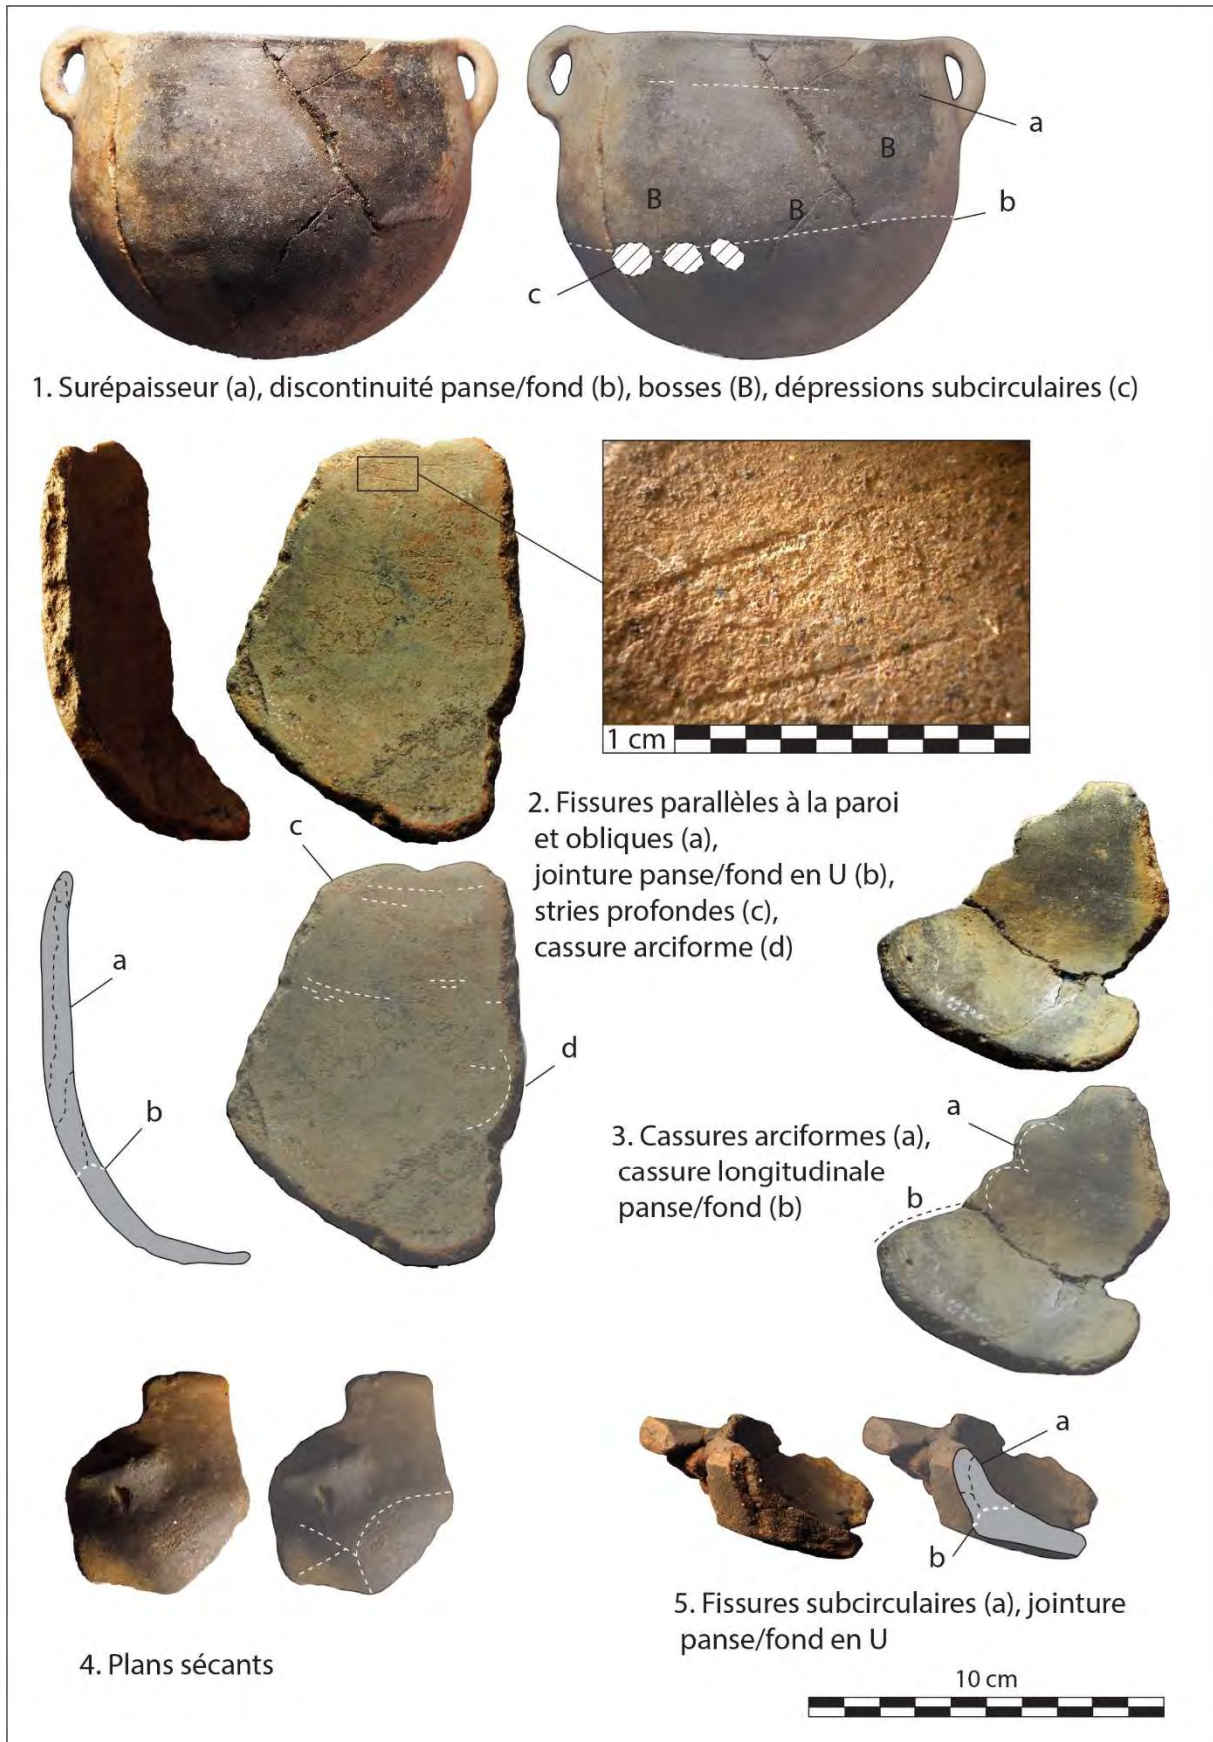 a
B
B
B
b
c
1. Surépaisseur (a), discontinuité panse/fond (b), bosses (B), dépressions subcirculaires (c)
1 cm
2. Fissures parallèles à la paroi
et obliques (a),
jointure panse/fond en U (b),
stries profondes (c),
cassure arciforme (d)
c
a
b
d
a
3. Cassures arciformes (a),
cassure longitudinale
panse/fond (b)
b
a
b
4. Plans sécants
5. Fissures subcirculaires (a), jointure
panse/fond en U
10 cm